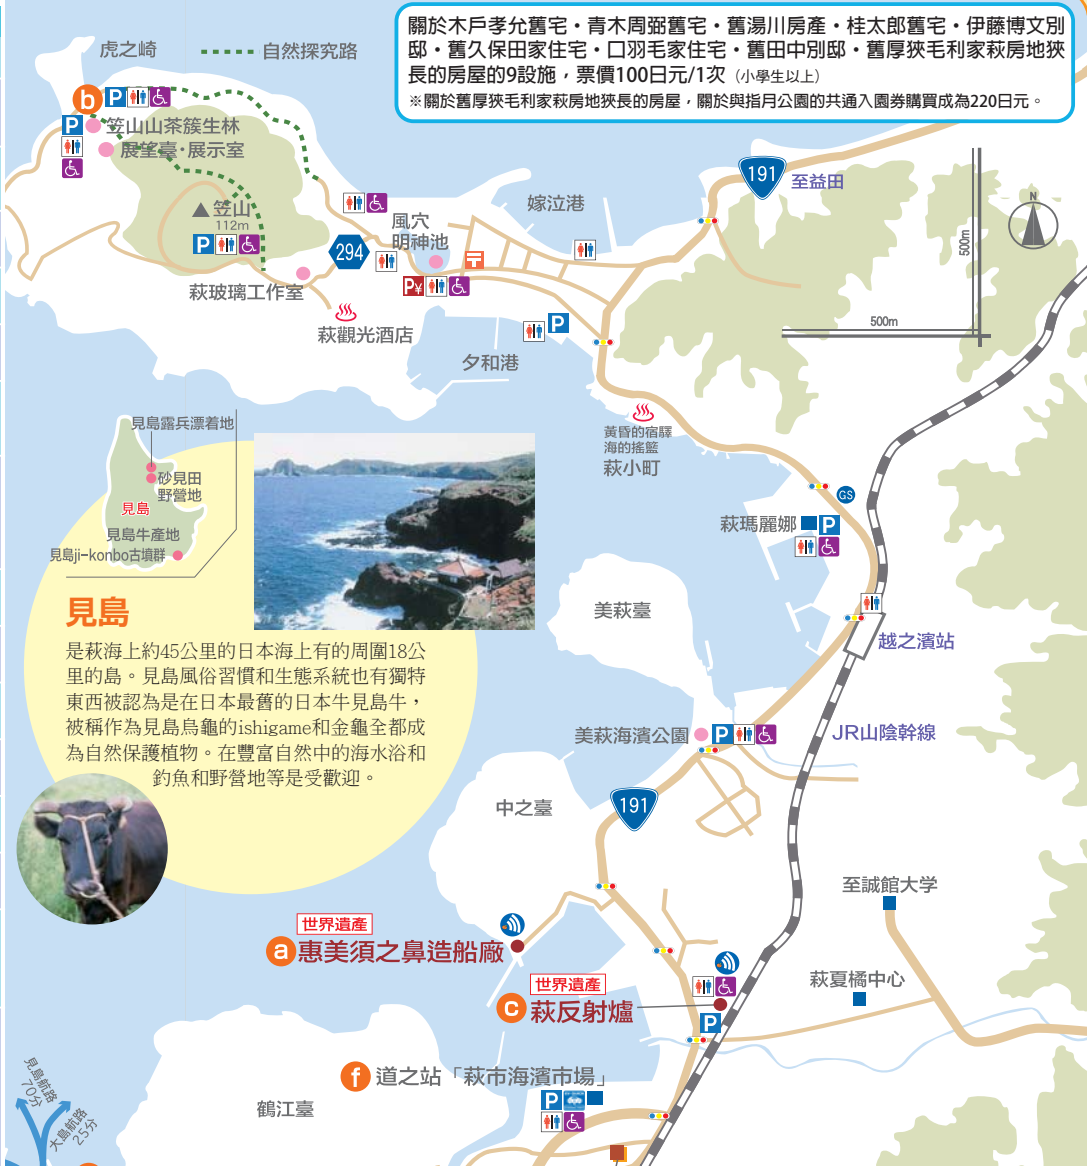 關於木戶孝允舊宅・青木周弼舊宅・舊湯川房產・桂太郎舊宅・伊藤博文別
邸・舊久保田家住宅・口羽毛家住宅・舊田中別邸・舊厚狹毛利家萩房地狹
長的房屋的9設施，票價100日元/1次（小學生以上）
※關於舊厚狹毛利家萩房地狹長的房屋，關於與指月公園的共通入園券購買成為220日元。
虎之崎
自然探究路
b
P
P
笠山山茶簇生林
展望臺・展示室
191
至益田
N
500m
500m
嫁泣港
▲笠山
112m
P
風穴
明神池
294
〒
P¥
萩玻璃工作室
萩觀光酒店
P
夕和港
黃昏的宿驛
海的搖籃
萩小町
見島露兵漂着地
砂見田
野營地
見島
見島牛產地
見島ji-konbo古墳群
GS
萩瑪麗娜
P
見島
是萩海上約45公里的日本海上有的周圍18公
里的島。見島風俗習慣和生態系統也有獨特
東西被認為是在日本最舊的日本牛見島牛，
被稱作為見島烏龜的ishigame和金龜全都成
為自然保護植物。在豐富自然中的海水浴和
釣魚和野營地等是受歡迎。
美萩臺
越之濱站
美萩海濱公園
P
JR山陰幹線
中之臺
191
至誠館大学
世界遺產
a 惠美須之鼻造船廠
世界遺產
c 萩反射爐
P
萩夏橘中心
f 道之站「萩市海濱市場」
P
鶴江臺
見島航路
70分
大島航路
25分